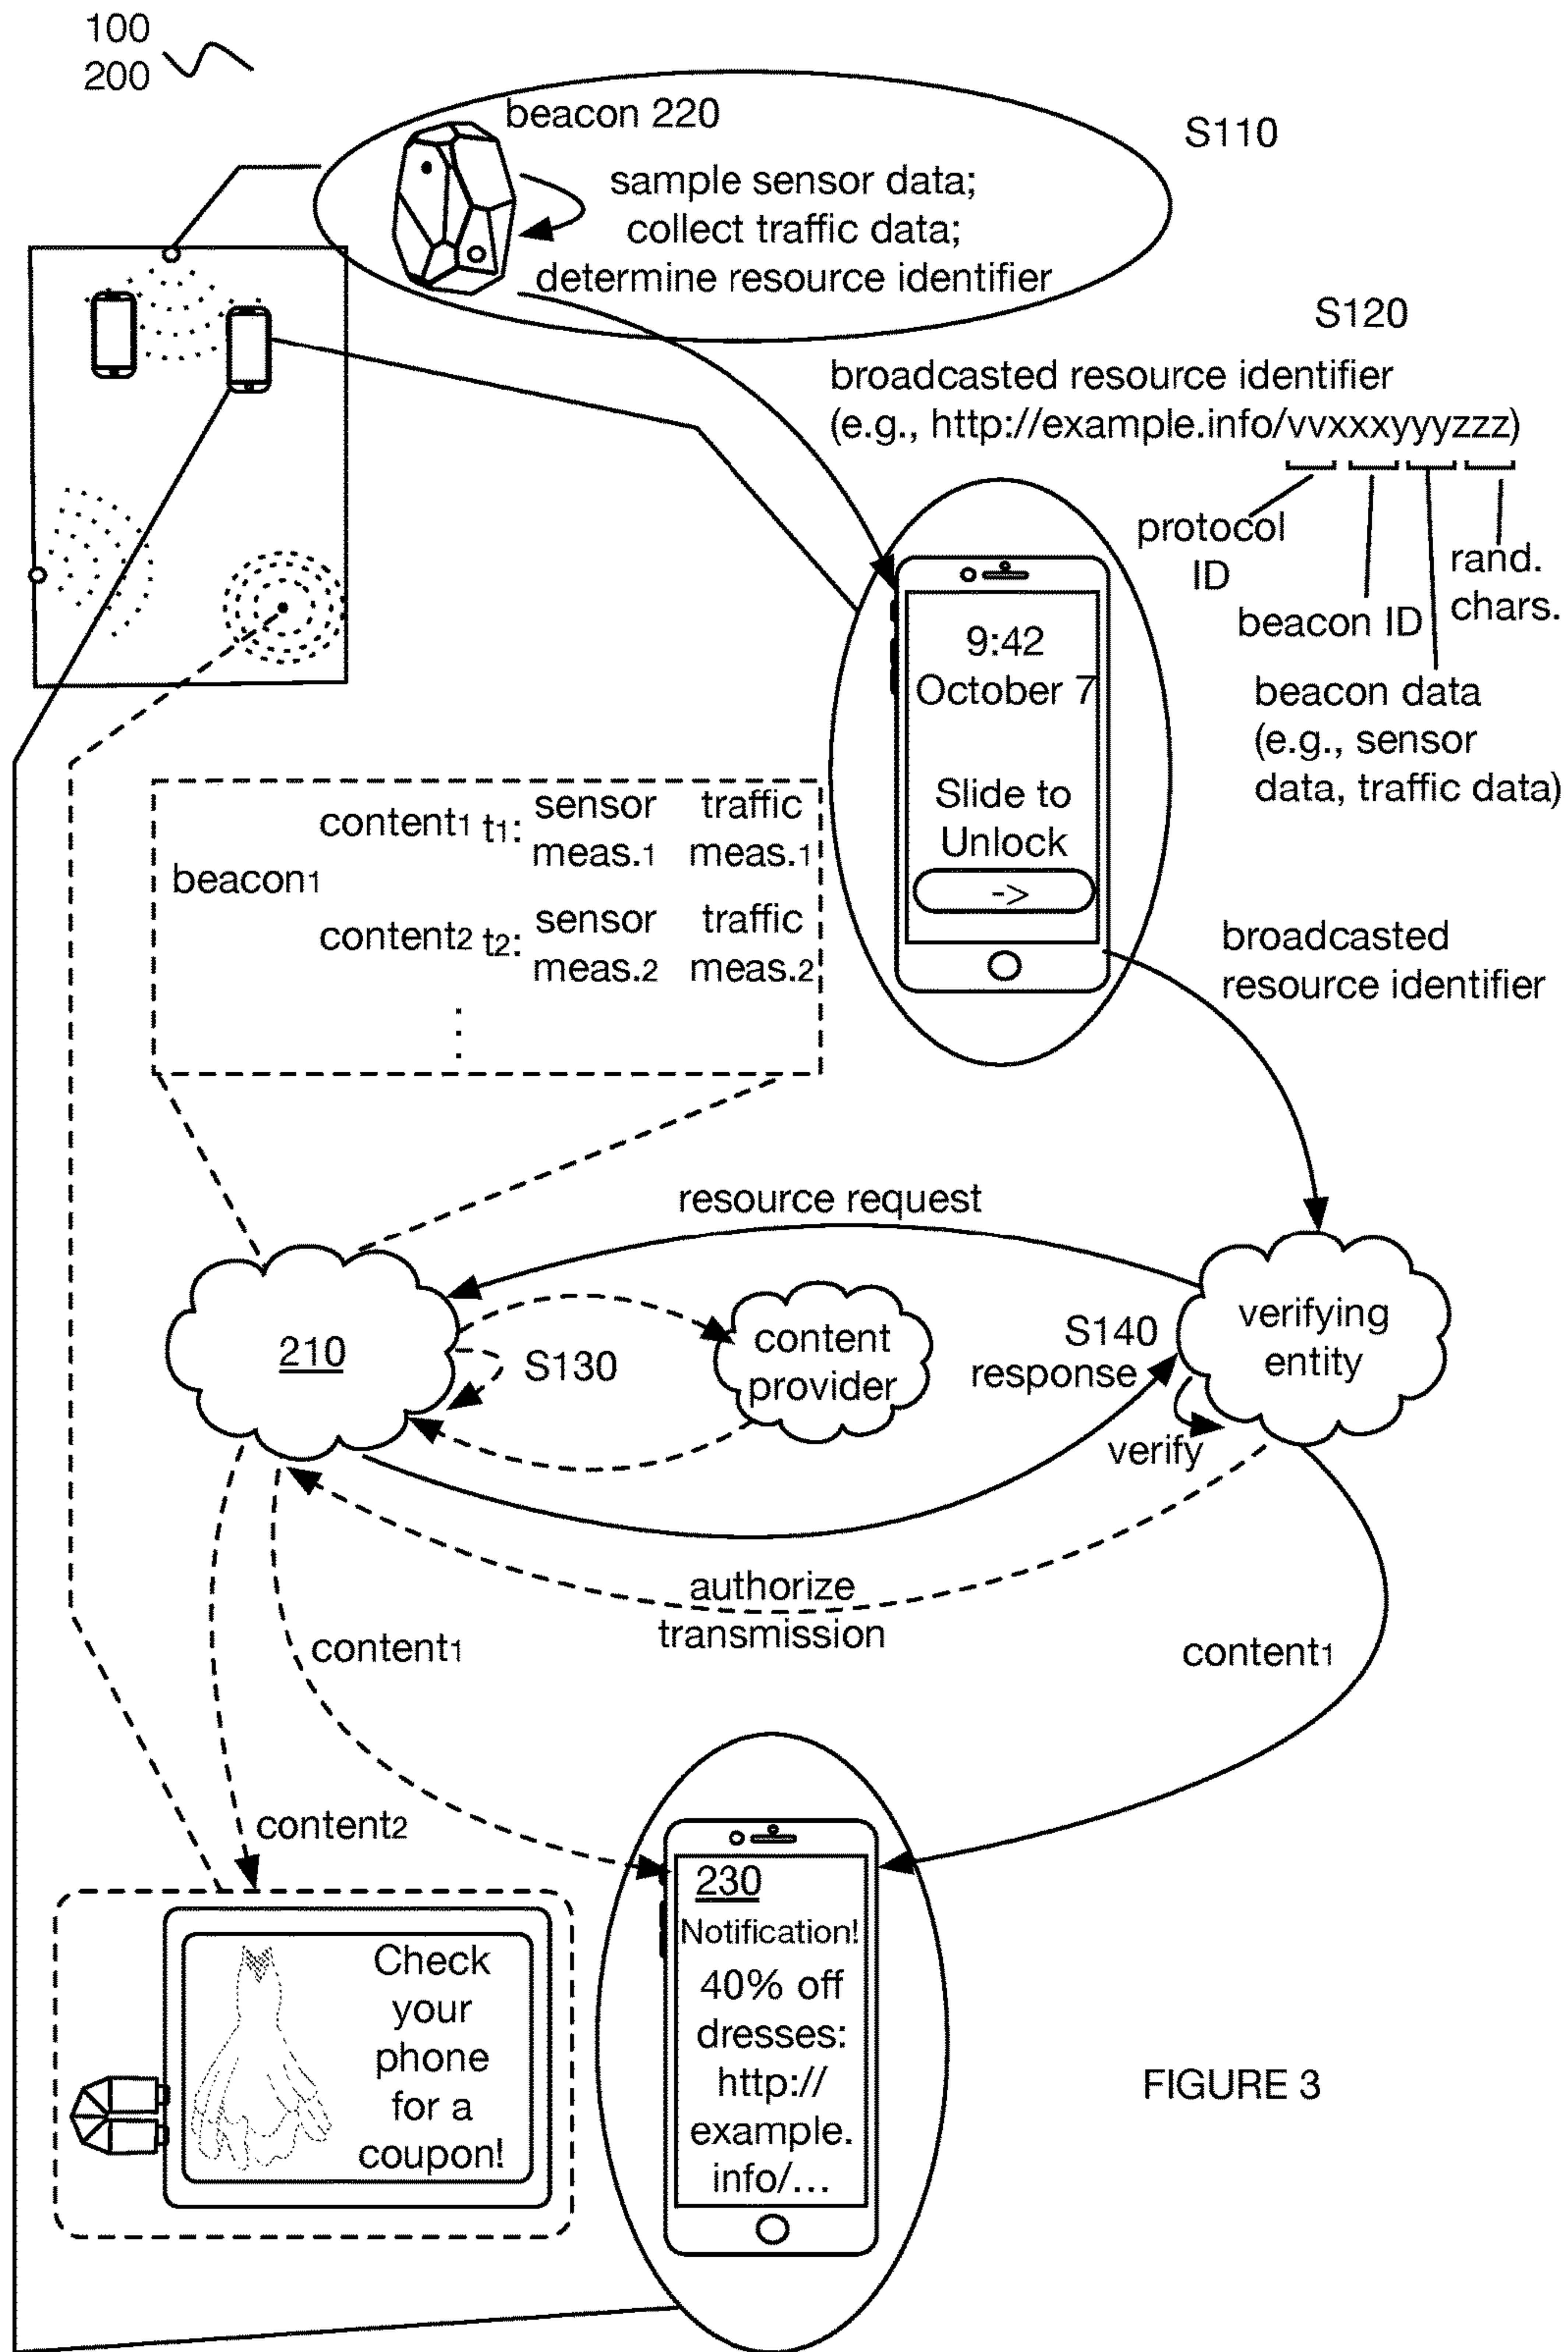 100
200
beacon 220
S110
sample sensor data;
collect traffic data;
determine resource identifier
S120
broadcasted resource identifier
(e.g., http://example.info/vvxxxyyyzzz)
protocol
ID
beacon ID
rand.
chars.
beacon data
(e.g., sensor
data, traffic data)
9:42
October 7
Slide to
Unlock
->
beacon1
content1 t1: sensor traffic
meas.1 meas.1
content2 t2: sensor traffic
meas.2 meas.2
broadcasted
resource identifier
resource request
210
S130
content
provider
S140
response
verifying
entity
verify
authorize
transmission
content1
content1
content2
Check
your
phone
for a
coupon!
230
Notification!
40% off
dresses:
http://
example.
info/...
FIGURE 3